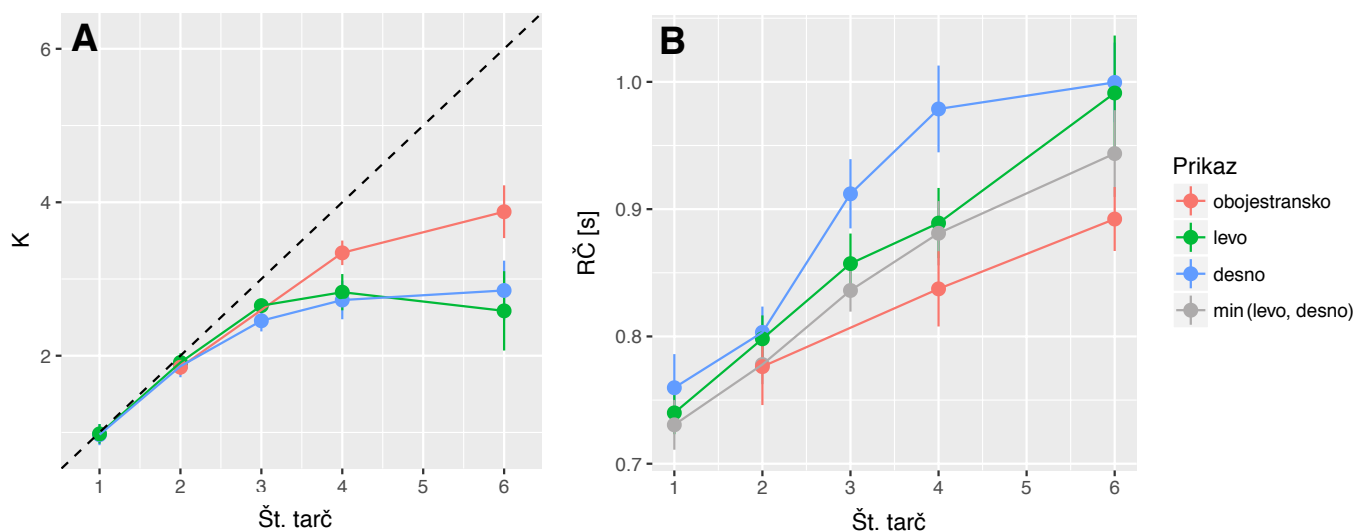 A
6
4
2
K
1 2 3 4 5 6
Št. tarč
B
1.0
0.9
0.8
0.7
RČ [s]
1 2 3 4 5 6
Št. tarč
Prikaz
obojestransko
levo
desno
min(levo, desno)